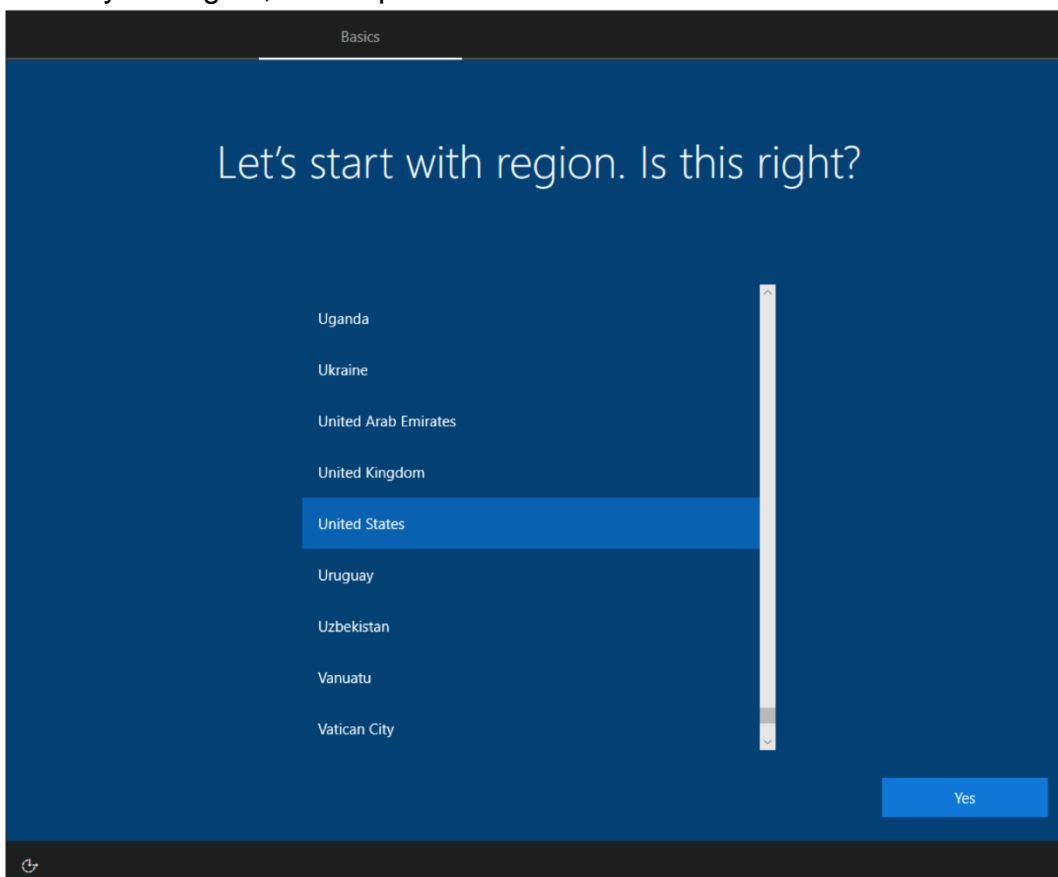 Basics
Let's start with region. Is this right?
Uganda
Ukraine
United Arab Emirates
United Kingdom
United States
Uruguay
Uzbekistan
Vanuatu
Vatican City
Yes